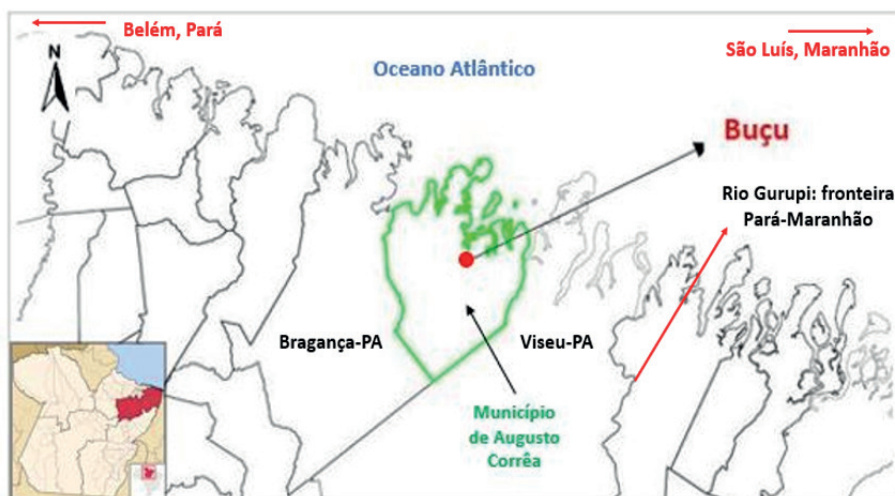 Belém, Pará
São Luís, Maranhão
N
Oceano Atlântico
Buçu
Rio Gurupi: fronteira
Pará-Maranhão
Bragança-PA
Viseu-PA
Município
de Augusto
Corrêa